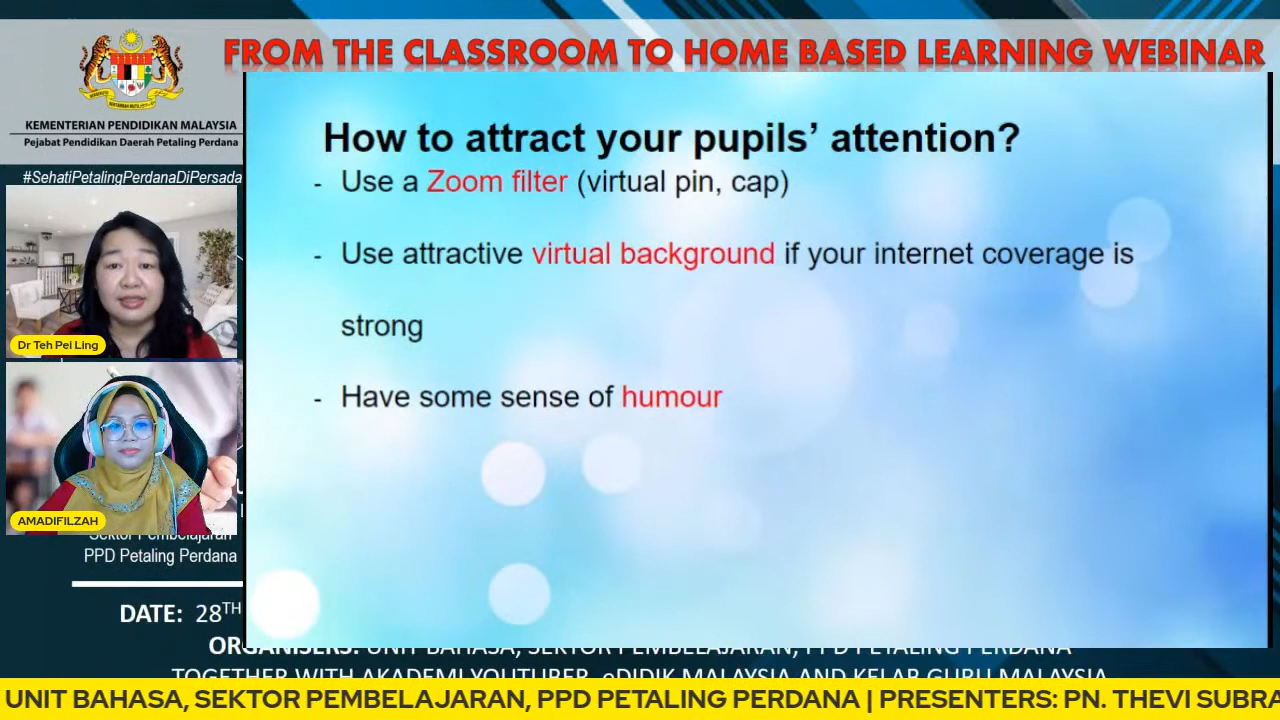 FROM THE CLASSROOM TO HOME BASED LEARNING WEBINAR
KEMENTERIAN PENDIDIKAN MALAYSIA
Pejabat Pendidikan Daerah Petaling Perdana
#SehatiPetalingPerdanaDiPersada
How to attract your pupils’ attention?
- Use a Zoom filter (virtual pin, cap)
- Use attractive virtual background if your internet coverage is
strong
- Have some sense of humour
Dr Teh Pei Ling
AMADIFILZAH
Sektor Pembelajaran
PPD Petaling Perdana
DATE: 28TH
ORGANISERS: UNIT BAHASA, SEKTOR PEMBELAJARAN, PPD PETALING PERDANA
TOGETHER WITH AKADEMI YOUTUBER, eDIDIK MALAYSIA AND KELAB GURU MALAYSIA
UNIT BAHASA, SEKTOR PEMBELAJARAN, PPD PETALING PERDANA | PRESENTERS: PN. THEVI SUBRA